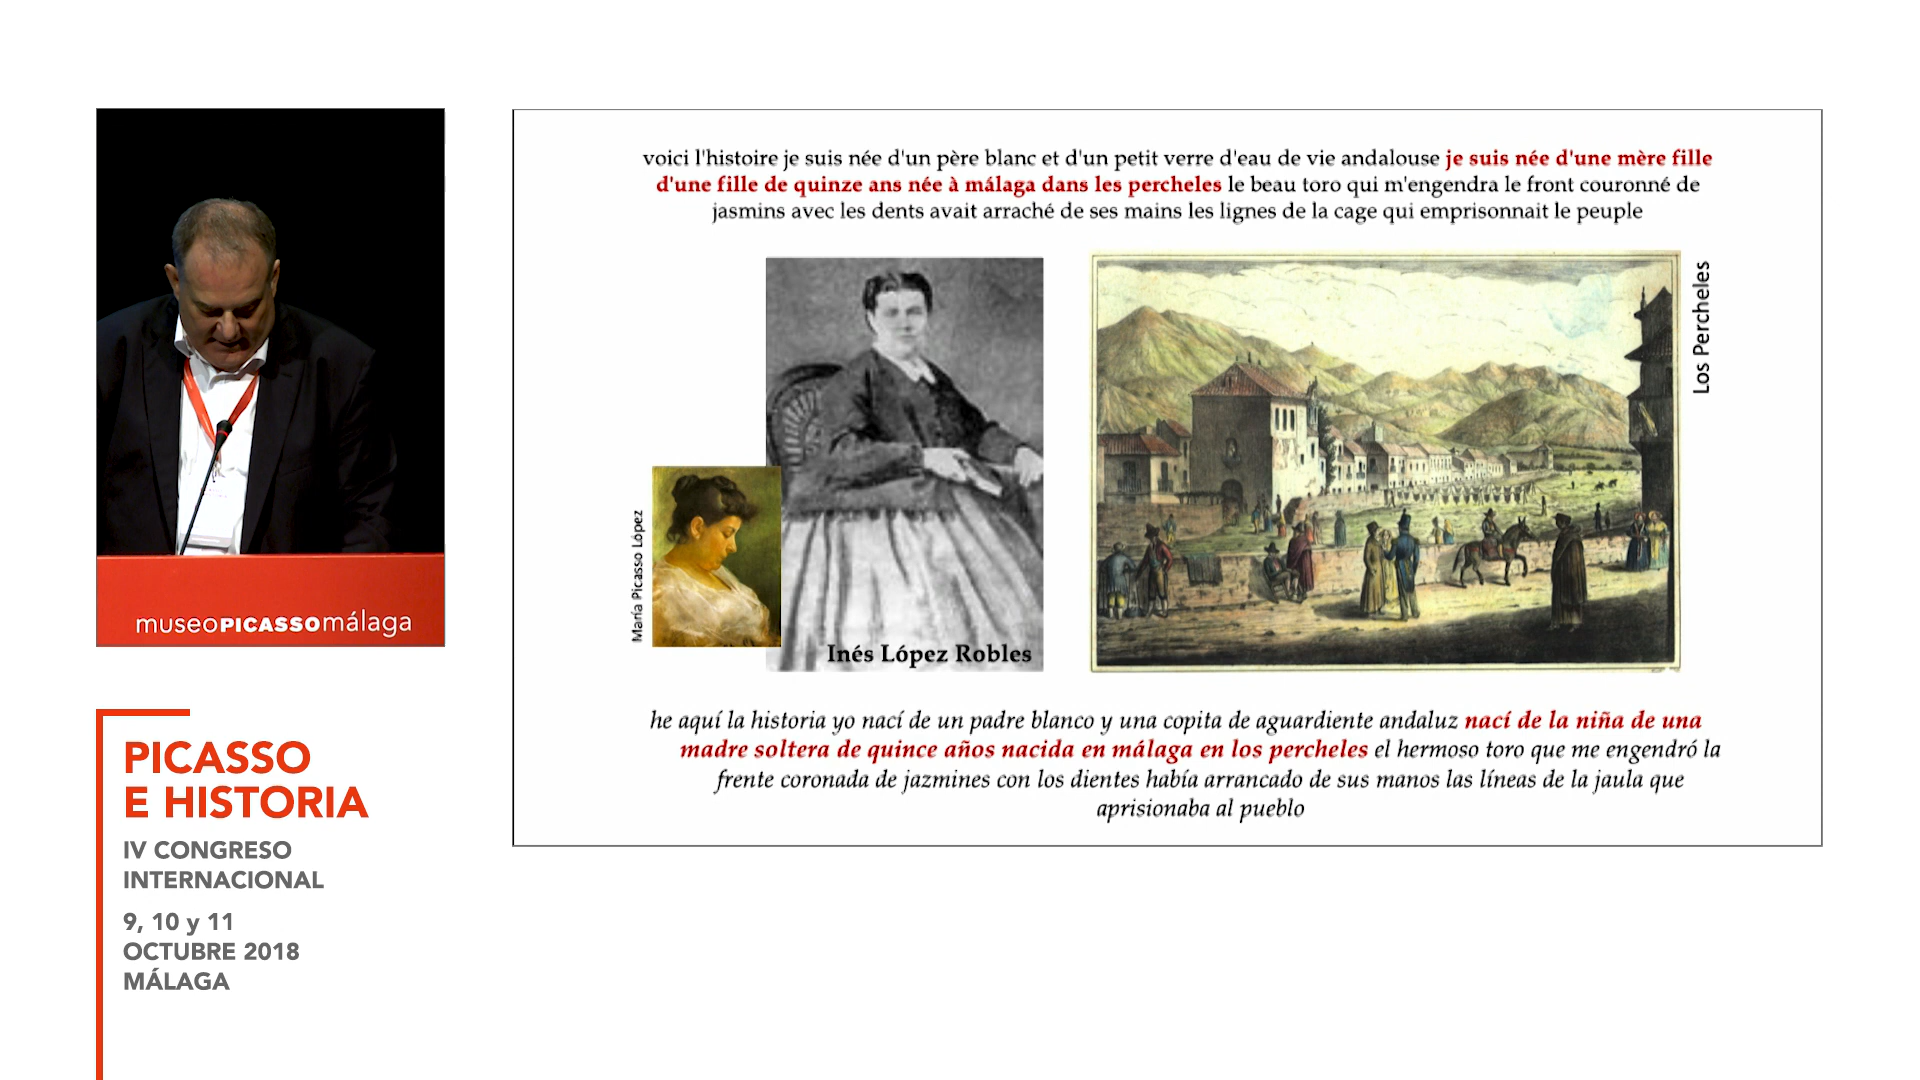 voici l'histoire je suis née d'un père blanc et d'un petit verre d'eau de vie andalouse je suis née d'une mère fille
d'une fille de quinze ans née à málaga dans les percheles le beau toro qui m'engendra le front couronné de
jasmins avec les dents avait arraché de ses mains les lignes de la cage qui emprisonnait le peuple
María Picasso López
Inés López Robles
Los Percheles
he aquí la historia yo nací de un padre blanco y una copita de aguardiente andaluz nací de la niña de una
madre soltera de quince años nacida en málaga en los percheles el hermoso toro que me engendró la
frente coronada de jazmines con los dientes había arrancado de sus manos las líneas de la jaula que
aprisionaba al pueblo
museoPICASSOmálaga
PICASSO
E HISTORIA
IV CONGRESO
INTERNACIONAL
9, 10 y 11
OCTUBRE 2018
MÁLAGA